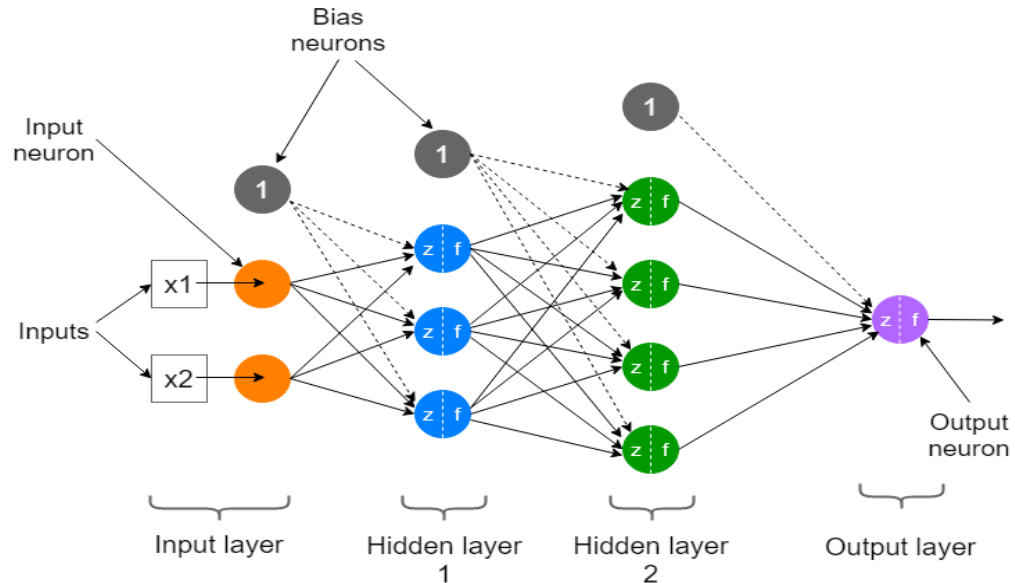 Bias
neurons
1
Input
neuron
1
1
z f
x1
z f
z f
Inputs
z f
z f
x2
z f
z f
Output
neuron
z f
Input layer
Hidden layer
1
Hidden layer
2
Output layer